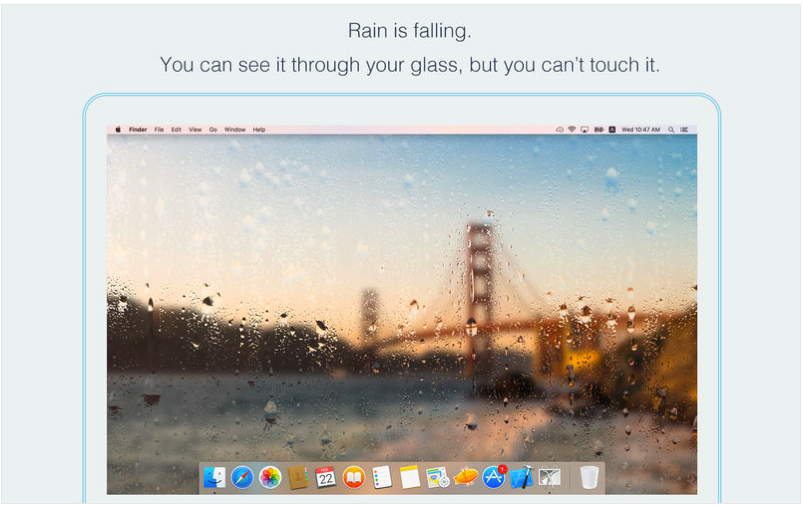 Rain is falling.
You can see it through your glass, but you can't touch it.
Finder File Edit View Go Window Help
Wed 10:47 AM
22
1